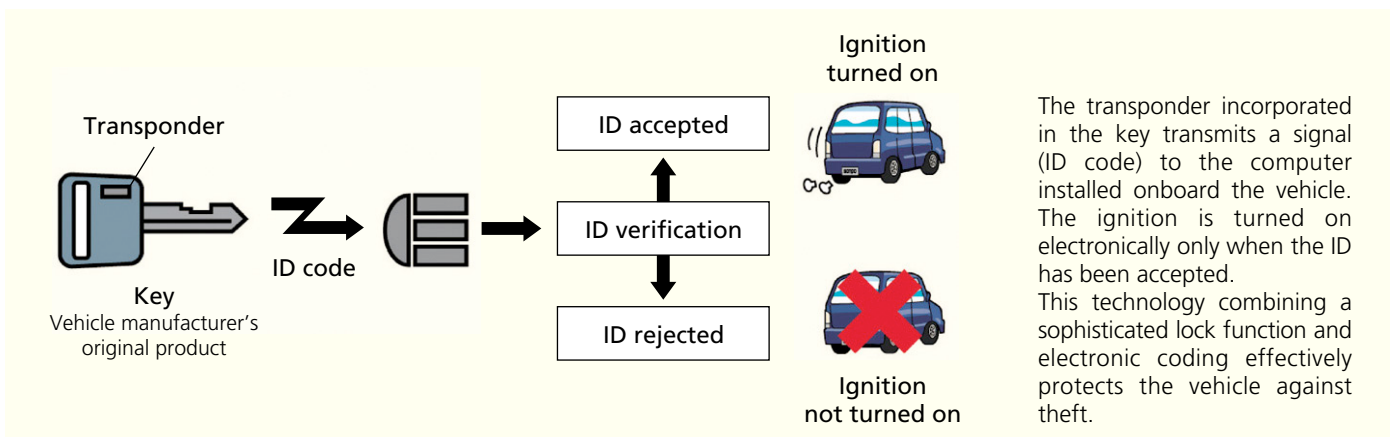 Transponder
ID code
Key
Vehicle manufacturer's
original product
ID accepted
ID verification
ID rejected
Ignition
turned on
Ignition
not turned on
The transponder incorporated
in the key transmits a signal
(ID code) to the computer
installed onboard the vehicle.
The ignition is turned on
electronically only when the ID
has been accepted.
This technology combining a
sophisticated lock function and
electronic coding effectively
protects the vehicle against
theft.